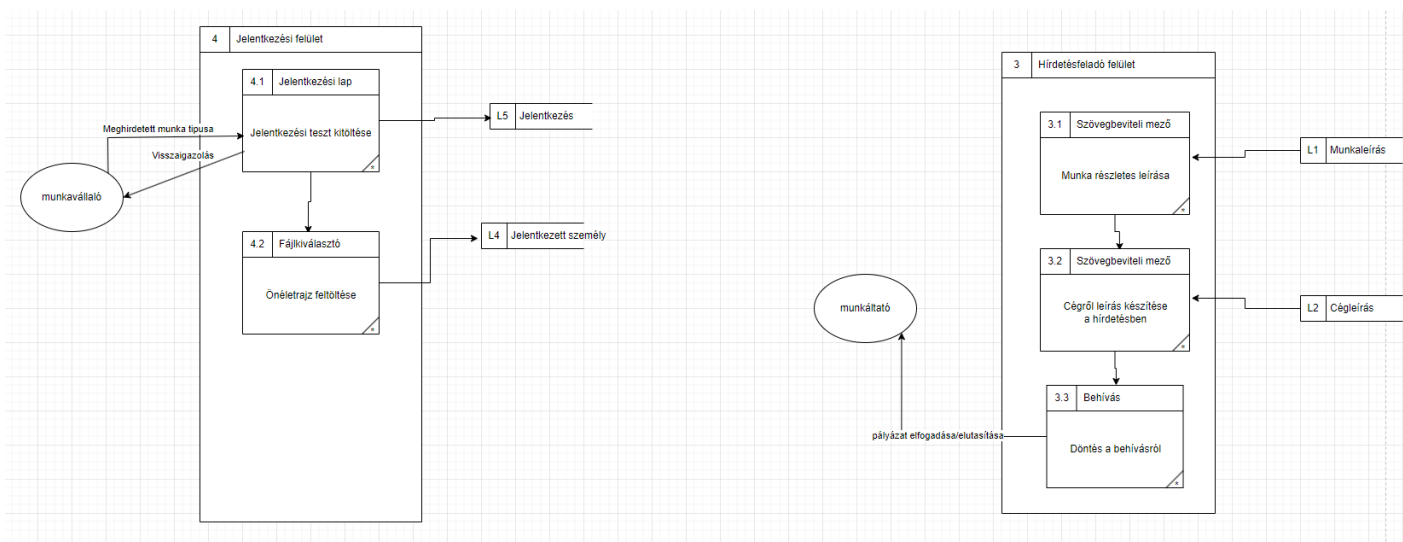 4 Jelentkezési felület
4.1 Jelentkezési lap
Jelentkezési teszt kitöltése
*
Meghirdetett munka tipusa
Visszaigazolás
munkavállaló
L5 Jelentkezés
4.2 Fájlkiválasztó
Önéletrajz feltöltése
*
L4 Jelentkezett személy
3 Hírdetésfeladó felület
3.1 Szövegbeviteli mező
Munka részletes leírása
*
L1 Munkaleírás
3.2 Szövegbeviteli mező
Cégről leírás készítése
a hírdetésben
*
L2 Cégleírás
munkáltató
3.3 Behívás
Döntés a behívásról
*
pályázat elfogadása/elutasítása